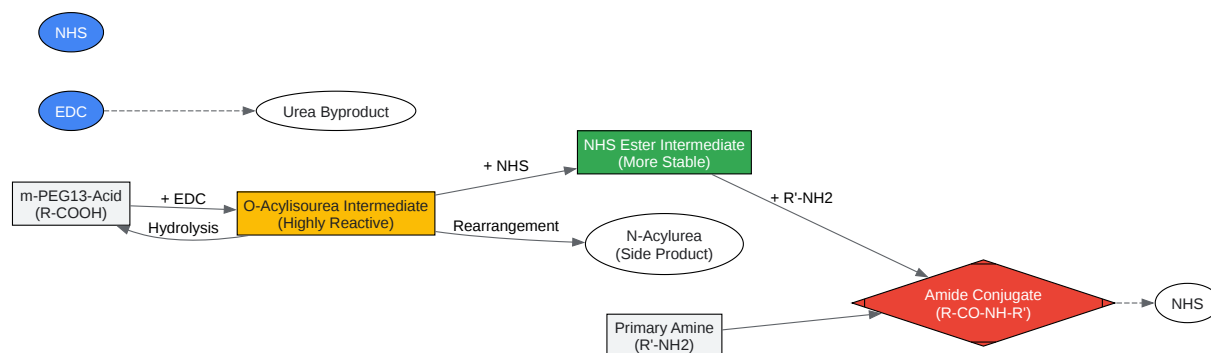 NHS
EDC
Urea Byproduct
NHS Ester Intermediate
(More Stable)
+ NHS
m-PEG13-Acid
(R-COOH)
+ EDC
O-Acylisourea Intermediate
(Highly Reactive)
+ R'-NH2
Hydrolysis
Rearrangement
N-Acylurea
(Side Product)
Amide Conjugate
(R-CO-NH-R')
NHS
Primary Amine
(R'-NH2)